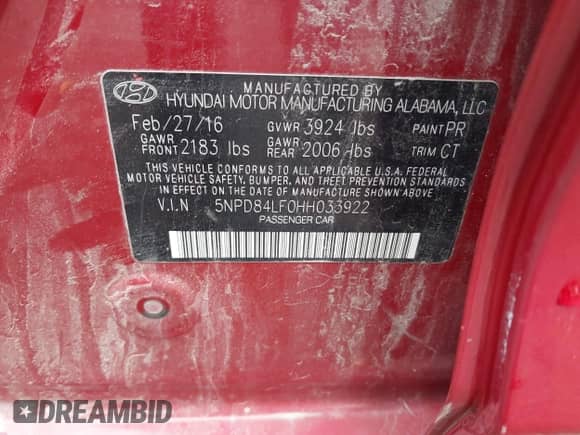 MANUFACTURED BY
HYUNDAI MOTOR MANUFACTURING ALABAMA, LLC
Feb/27/16 GVWR 3924 lbs PAINT PR
GAWR FRONT 2183 lbs GAWR REAR 2006 lbs TRIM CT
THIS VEHICLE CONFORMS TO ALL APPLICABLE U.S.A. FEDERAL
MOTOR VEHICLE SAFETY, BUMPER, AND THEFT PREVENTION STANDARDS
IN EFFECT ON THE DATE OF MANUFACTURE SHOWN ABOVE
V.I.N 5NPD84LF0HH033922
PASSENGER CAR
DREAMBID